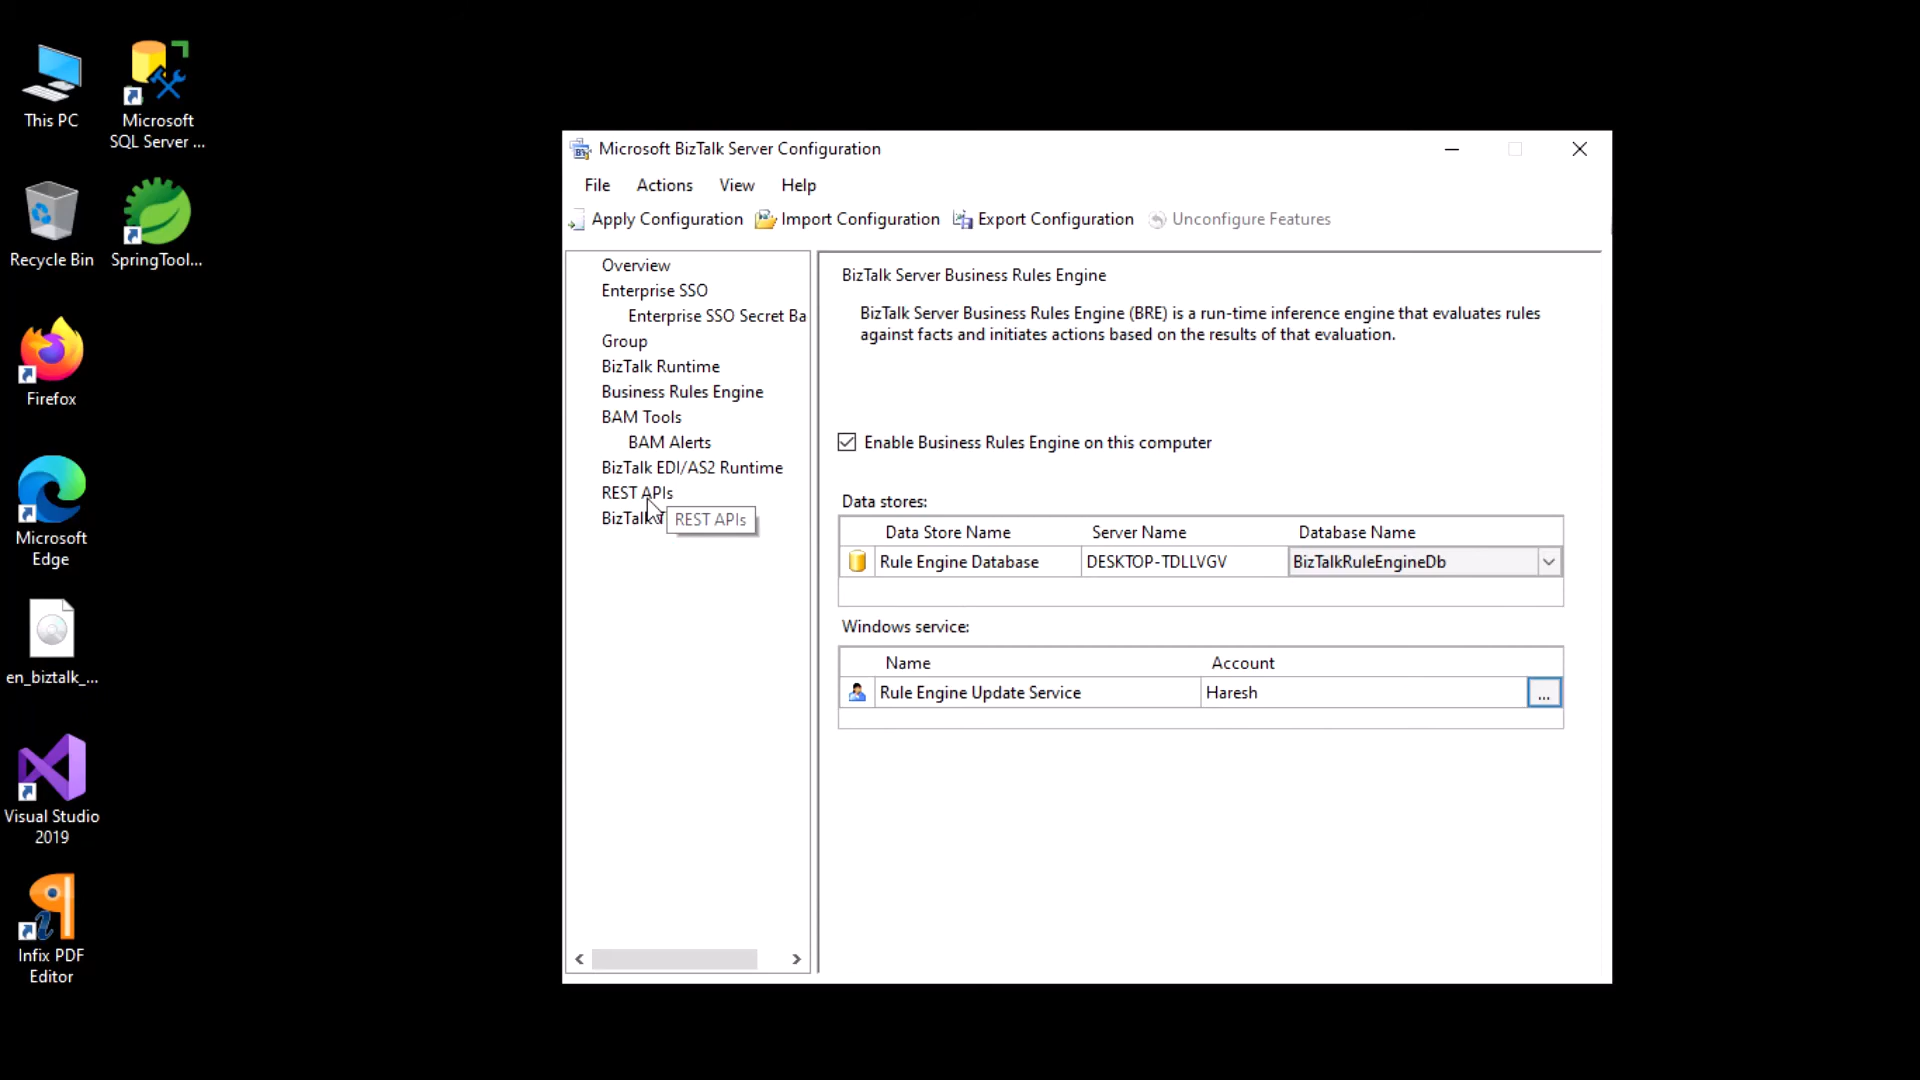 This PC
Microsoft
SQL Server ...
Recycle Bin
SpringTool...
Firefox
Microsoft
Edge
en_biztalk_...
Visual Studio
2019
Infix PDF
Editor
Microsoft BizTalk Server Configuration
File Actions View Help
Apply Configuration Import Configuration Export Configuration Unconfigure Features
Overview
Enterprise SSO
Enterprise SSO Secret Ba
Group
BizTalk Runtime
Business Rules Engine
BAM Tools
BAM Alerts
BizTalk EDI/AS2 Runtime
REST APIs
BizTalk T
REST APIs
BizTalk Server Business Rules Engine
BizTalk Server Business Rules Engine (BRE) is a run-time inference engine that evaluates rules
against facts and initiates actions based on the results of that evaluation.
Enable Business Rules Engine on this computer
Data stores:
Data Store Name Server Name Database Name
Rule Engine Database DESKTOP-TDLLVGV BizTalkRuleEngineDb
Windows service:
Name Account
Rule Engine Update Service Haresh ...